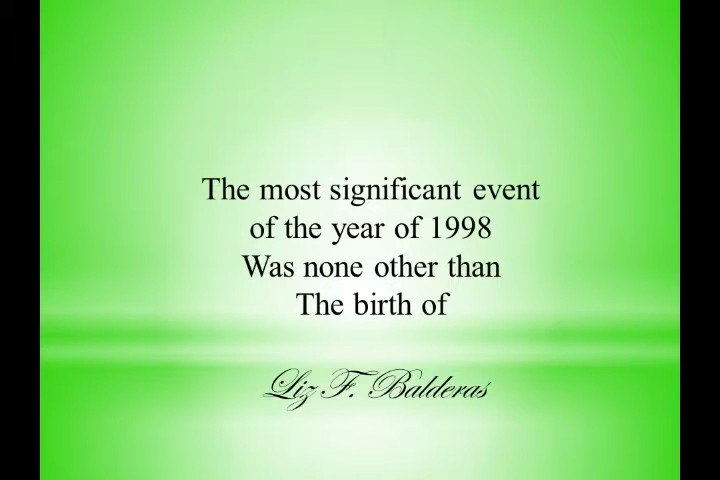 The most significant event
of the year of 1998
Was none other than
The birth of
Liz F. Balderas